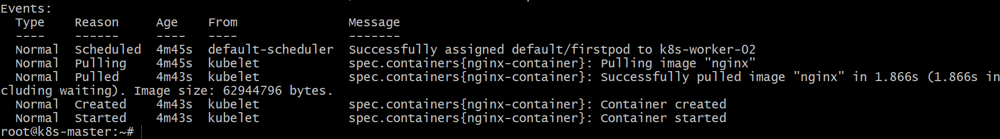 Events:
  Type    Reason     Age    From               Message
  ----    ------     ----   ----               -------
  Normal  Scheduled  4m45s  default-scheduler  Successfully assigned default/firstpod to k8s-worker-02
  Normal  Pulling    4m45s  kubelet            spec.containers{nginx-container}: Pulling image "nginx"
  Normal  Pulled     4m43s  kubelet            spec.containers{nginx-container}: Successfully pulled image "nginx" in 1.866s (1.866s in
cluding waiting). Image size: 62944796 bytes.
  Normal  Created    4m43s  kubelet            spec.containers{nginx-container}: Container created
  Normal  Started    4m43s  kubelet            spec.containers{nginx-container}: Container started
root@k8s-master:~#